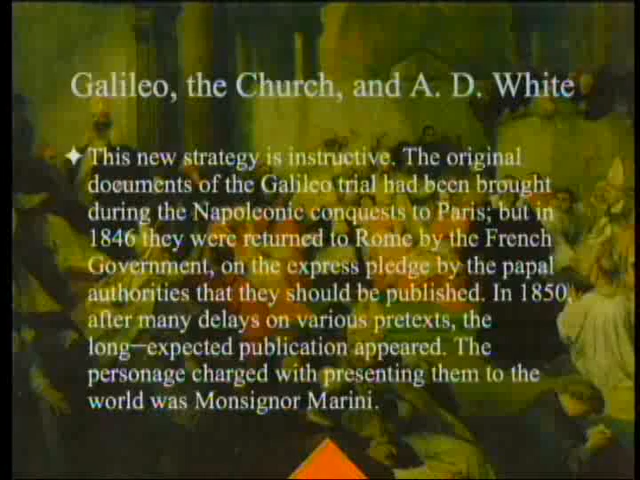 Galileo, the Church, and A. D. White
This new strategy is instructive. The original
documents of the Galileo trial had been brought
during the Napoleonic conquests to Paris; but in
1846 they were returned to Rome by the French
Government, on the express pledge by the papal
authorities that they should be published. In 1850,
after many delays on various pretexts, the
long—expected publication appeared. The
personage charged with presenting them to the
world was Monsignor Marini.